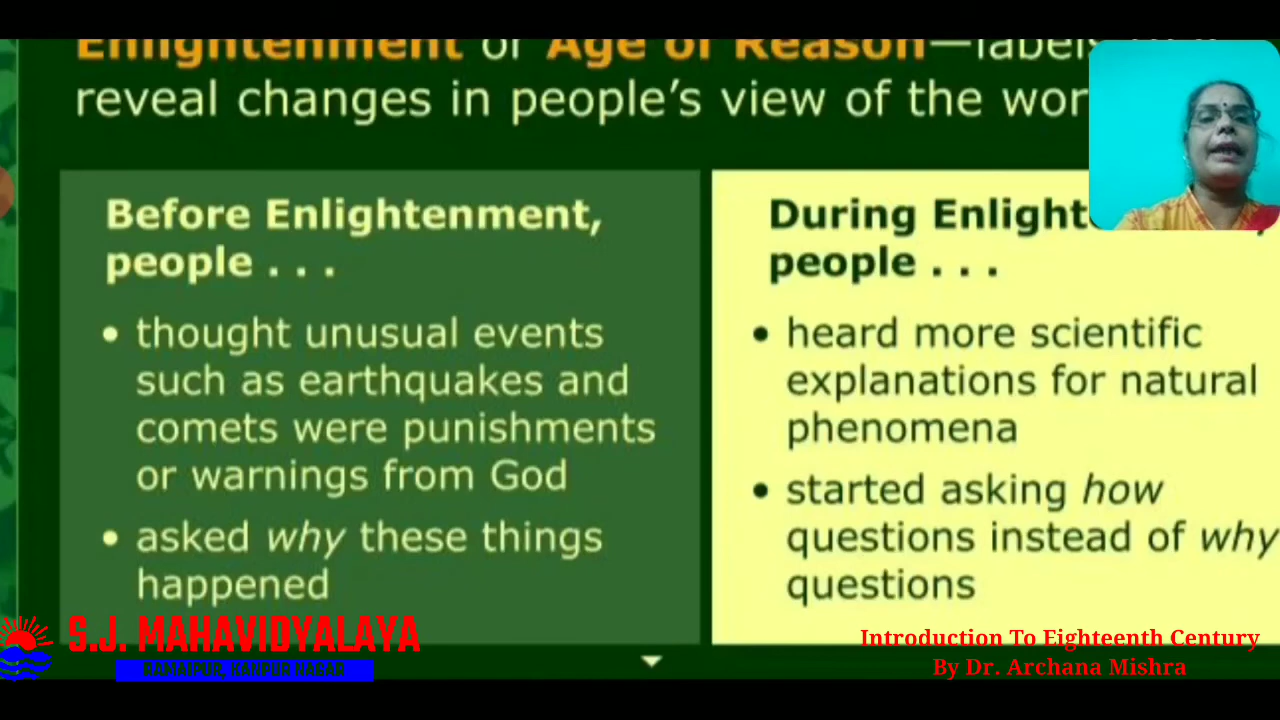 Enlightenment or Age of Reason—labels
reveal changes in people's view of the wor
Before Enlightenment,
people . . .
• thought unusual events
such as earthquakes and
comets were punishments
or warnings from God
• asked why these things
happened
During Enlight
people . . .
• heard more scientific
explanations for natural
phenomena
• started asking how
questions instead of why
questions
S.J. MAHAVIDYALAYA
RAMAIPUR, KANPUR NAGAR
Introduction To Eighteenth Century
By Dr. Archana Mishra